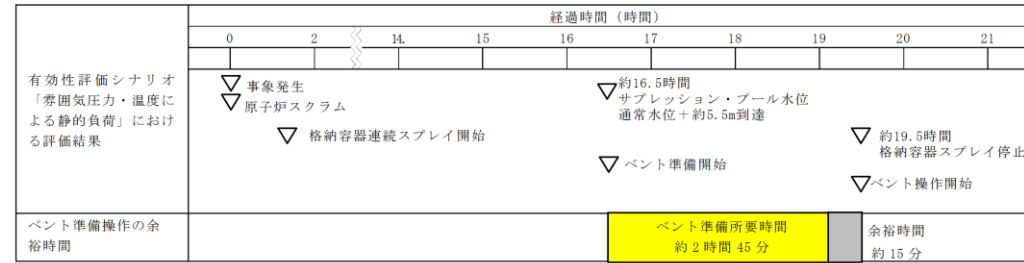 経過時間（時間）
0 2 14. 15 16 17 18 19 20 21
有効性評価シナリオ
「雰囲気圧力・温度に
よる静的負荷」におけ
る評価結果
事象発生
原子炉スクラム
格納容器連続スプレイ開始
約16.5時間
サプレッション・プール水位
通常水位＋約5.5m到達
ベント準備開始
約19.5時間
格納容器スプレイ停止
ベント操作開始
ベント準備操作の余
裕時間
ベント準備所要時間
約２時間 45 分
余裕時間
約 15 分